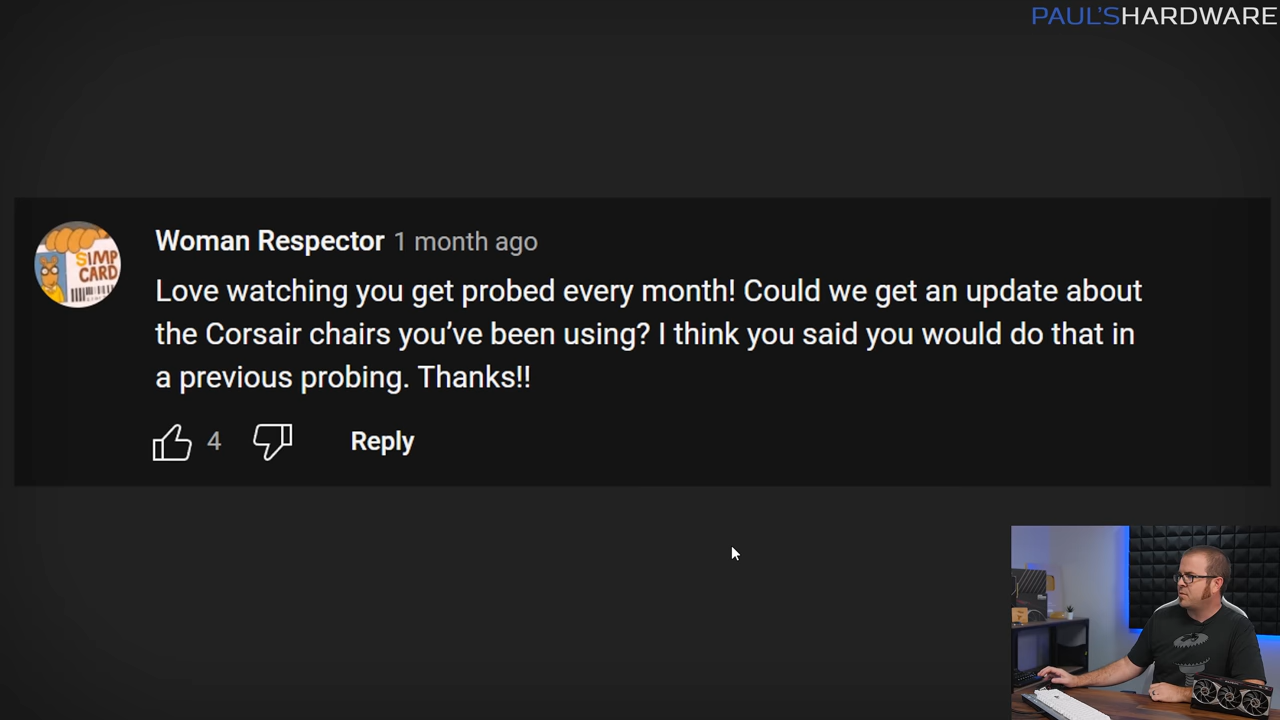 PAUL'SHARDWARE
Woman Respector 1 month ago
SIMP
CARD
Love watching you get probed every month! Could we get an update about
the Corsair chairs you've been using? I think you said you would do that in
a previous probing. Thanks!!
4
Reply